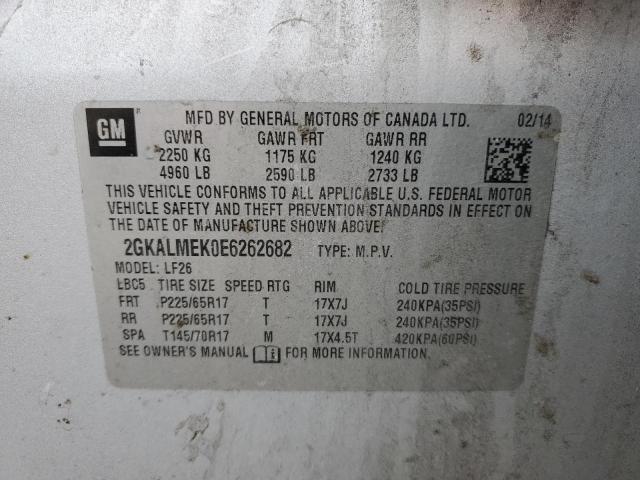 GM
MFD BY GENERAL MOTORS OF CANADA LTD. 02/14
GVWR GAWR FRT GAWR RR
2250 KG 1175 KG 1240 KG
4960 LB 2590 LB 2733 LB
THIS VEHICLE CONFORMS TO ALL APPLICABLE U.S. FEDERAL MOTOR
VEHICLE SAFETY AND THEFT PREVENTION STANDARDS IN EFFECT ON
THE DATE OF MANUFACTURE SHOWN ABOVE.
2GKALMEK0E6262682 TYPE: M.P.V.
MODEL: LF26
LBC5 TIRE SIZE SPEED RTG RIM COLD TIRE PRESSURE
FRT P225/65R17 T 17X7J 240KPA(35PSI)
RR P225/65R17 T 17X7J 240KPA(35PSI)
SPA T145/70R17 M 17X4.5T 420KPA(60PSI)
SEE OWNER'S MANUAL FOR MORE INFORMATION.